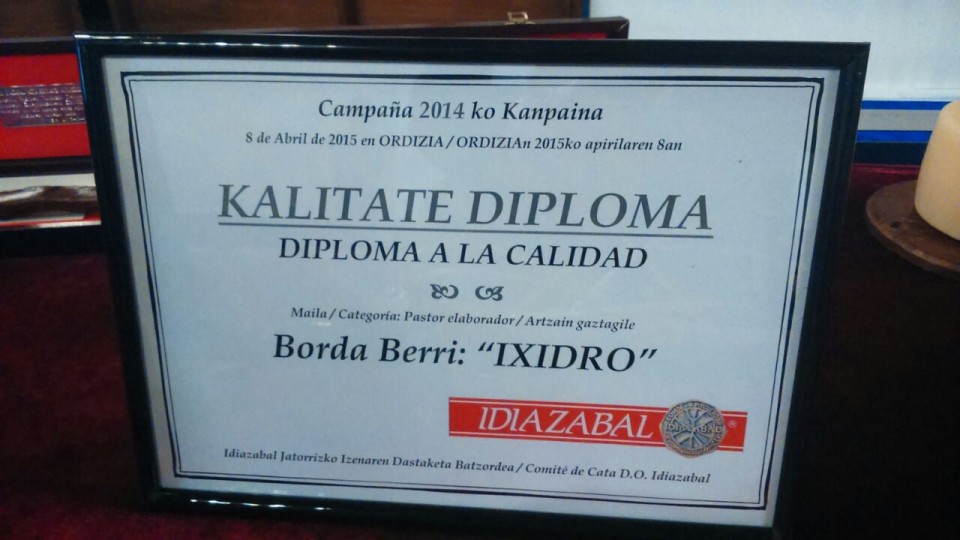 Campaña 2014 ko Kanpaina
8 de Abril de 2015 en ORDIZIA / ORDIZIAn 2015ko apirilaren 8an
KALITATE DIPLOMA
DIPLOMA A LA CALIDAD
Maila / Categoría: Pastor elaborador / Artzain gaztagile
Borda Berri: “IXIDRO”
IDIAZABAL
IDIAZABAL
®
Idiazabal Jatorrizko Izenaren Dastaketa Batzordea / Comité de Cata D.O. Idiazabal